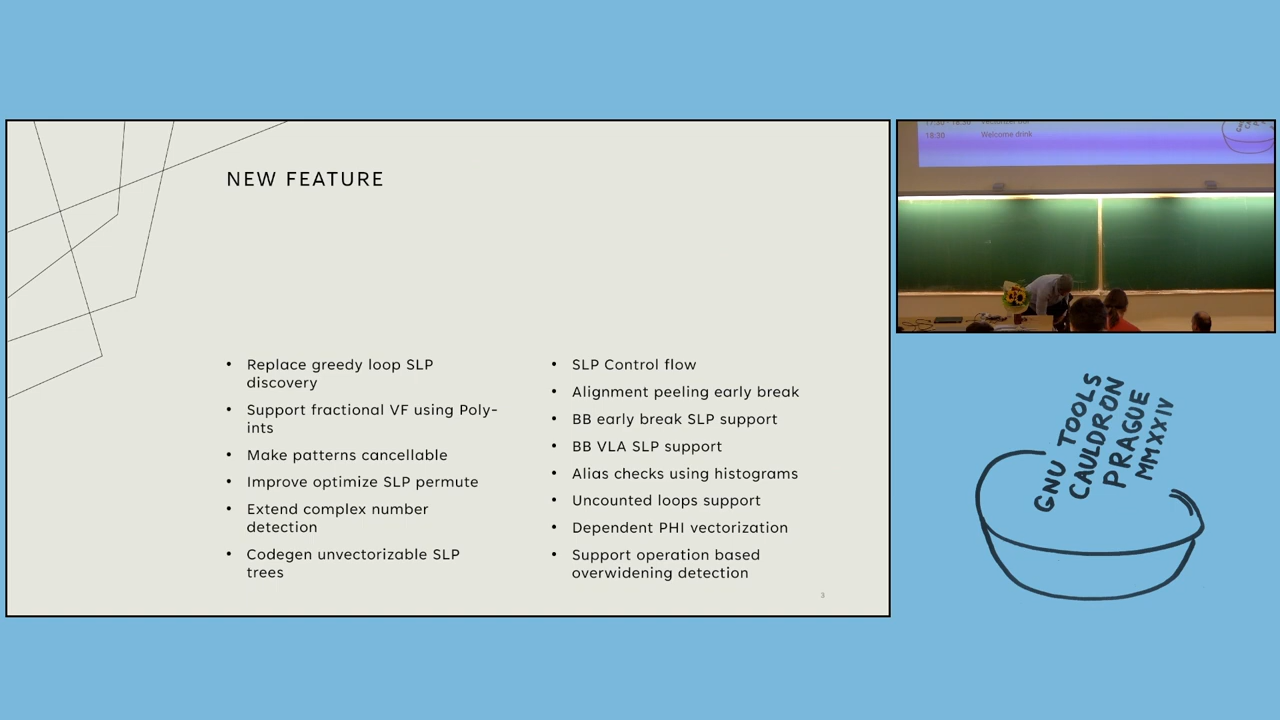 NEW FEATURE
• Replace greedy loop SLP
discovery
• Support fractional VF using Poly-
ints
• Make patterns cancellable
• Improve optimize SLP permute
• Extend complex number
detection
• Codegen unvectorizable SLP
trees
• SLP Control flow
• Alignment peeling early break
• BB early break SLP support
• BB VLA SLP support
• Alias checks using histograms
• Uncounted loops support
• Dependent PHI vectorization
• Support operation based
overwidening detection
3
18:30 Welcome drink
GNU TOOLS
CAULDRON
PRAGUE
MMXXIV